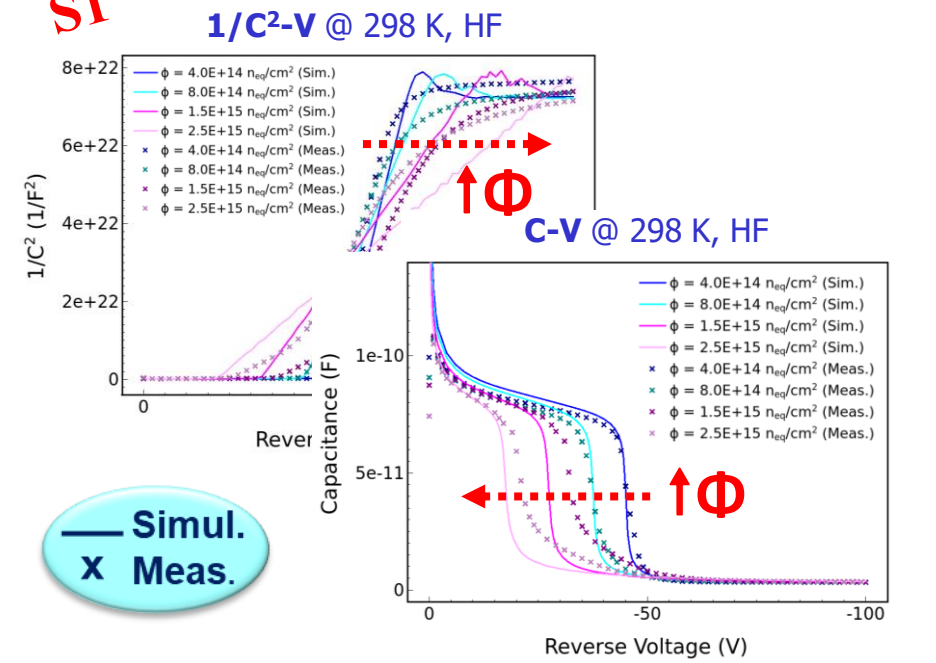 1/C²-V @ 298 K, HF
8e+22
6e+22
4e+22
2e+22
0
1/C² (1/F²)
ϕ = 4.0E+14 nₑq/cm² (Sim.)
ϕ = 8.0E+14 nₑq/cm² (Sim.)
ϕ = 1.5E+15 nₑq/cm² (Sim.)
ϕ = 2.5E+15 nₑq/cm² (Sim.)
ϕ = 4.0E+14 nₑq/cm² (Meas.)
ϕ = 8.0E+14 nₑq/cm² (Meas.)
ϕ = 1.5E+15 nₑq/cm² (Meas.)
ϕ = 2.5E+15 nₑq/cm² (Meas.)
Φ
0
Rever
C-V @ 298 K, HF
1e-10
5e-11
0
Capacitance (F)
ϕ = 4.0E+14 nₑq/cm² (Sim.)
ϕ = 8.0E+14 nₑq/cm² (Sim.)
ϕ = 1.5E+15 nₑq/cm² (Sim.)
ϕ = 2.5E+15 nₑq/cm² (Sim.)
ϕ = 4.0E+14 nₑq/cm² (Meas.)
ϕ = 8.0E+14 nₑq/cm² (Meas.)
ϕ = 1.5E+15 nₑq/cm² (Meas.)
ϕ = 2.5E+15 nₑq/cm² (Meas.)
Φ
0
-50
-100
Reverse Voltage (V)
Simul.
x Meas.